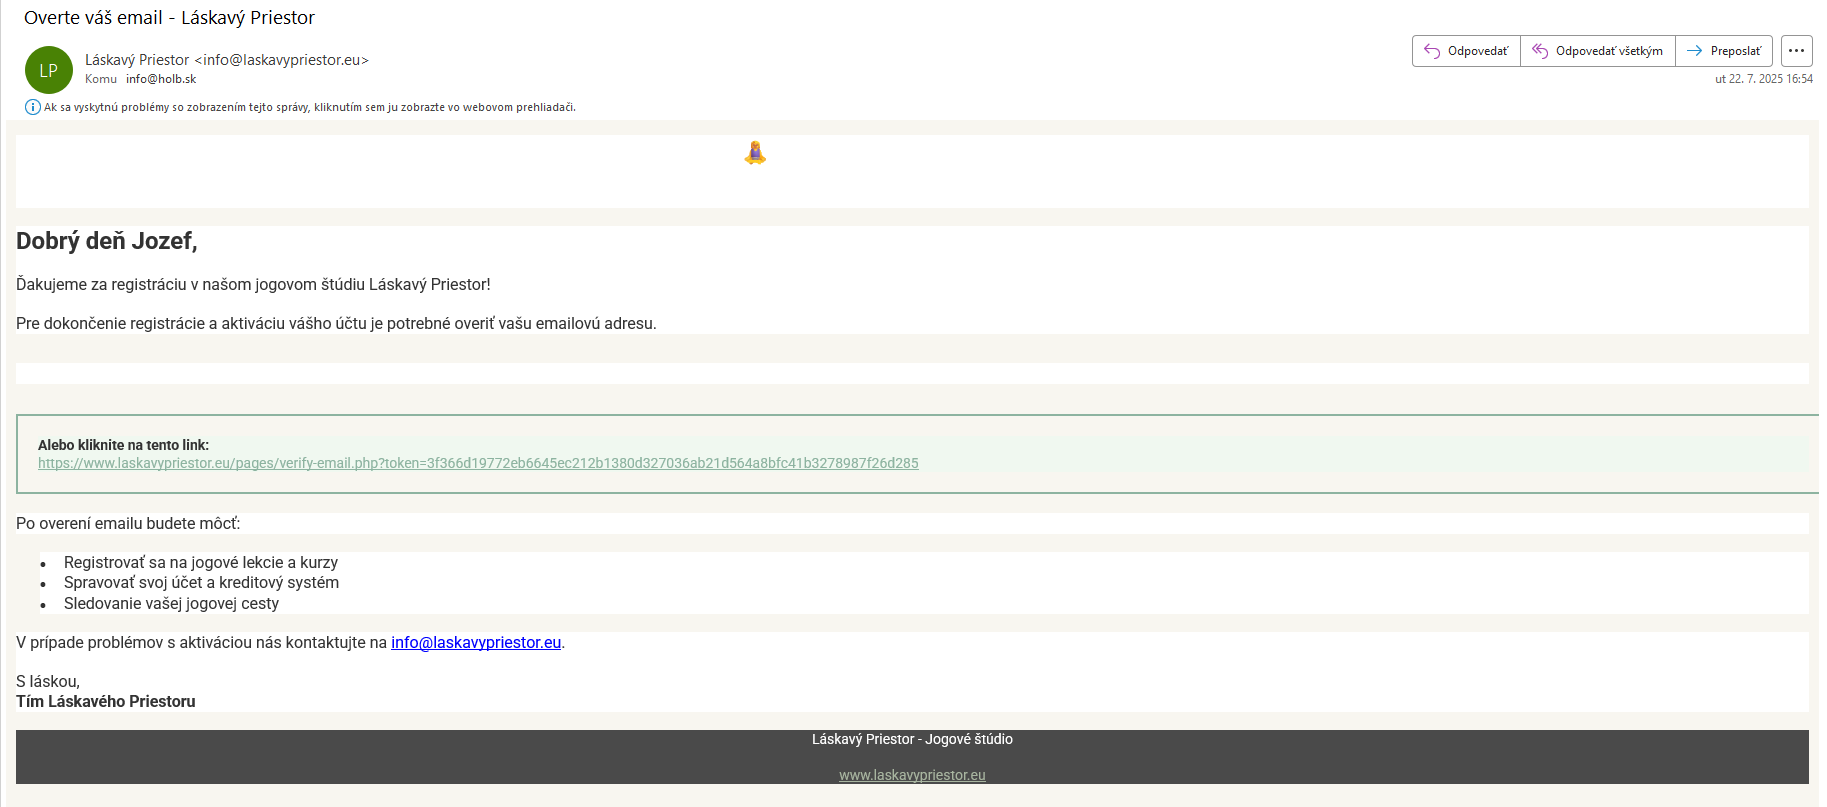 Overte váš email - Láskavý Priestor
LP
Láskavý Priestor <info@laskavypriestor.eu>
Komu info@holb.sk
Odpovedať
Odpovedať všetkým
Preposlať
ut 22. 7. 2025 16:54
Ak sa vyskytnú problémy so zobrazením tejto správy, kliknutím sem ju zobrazte vo webovom prehliadači.
Dobrý deň Jozef,
Ďakujeme za registráciu v našom jogovom štúdiu Láskavý Priestor!
Pre dokončenie registrácie a aktiváciu vášho účtu je potrebné overiť vašu emailovú adresu.
Alebo kliknite na tento link:
https://www.laskavypriestor.eu/pages/verify-email.php?token=3f366d19772eb6645ec212b1380d327036ab21d564a8bfc41b3278987f26d285
Po overení emailu budete môcť:
• Registrovať sa na jogové lekcie a kurzy
• Spravovať svoj účet a kreditový systém
• Sledovanie vašej jogovej cesty
V prípade problémov s aktiváciou nás kontaktujte na info@laskavypriestor.eu.
S láskou,
Tím Láskavého Priestoru
Láskavý Priestor - Jogové štúdio
www.laskavypriestor.eu